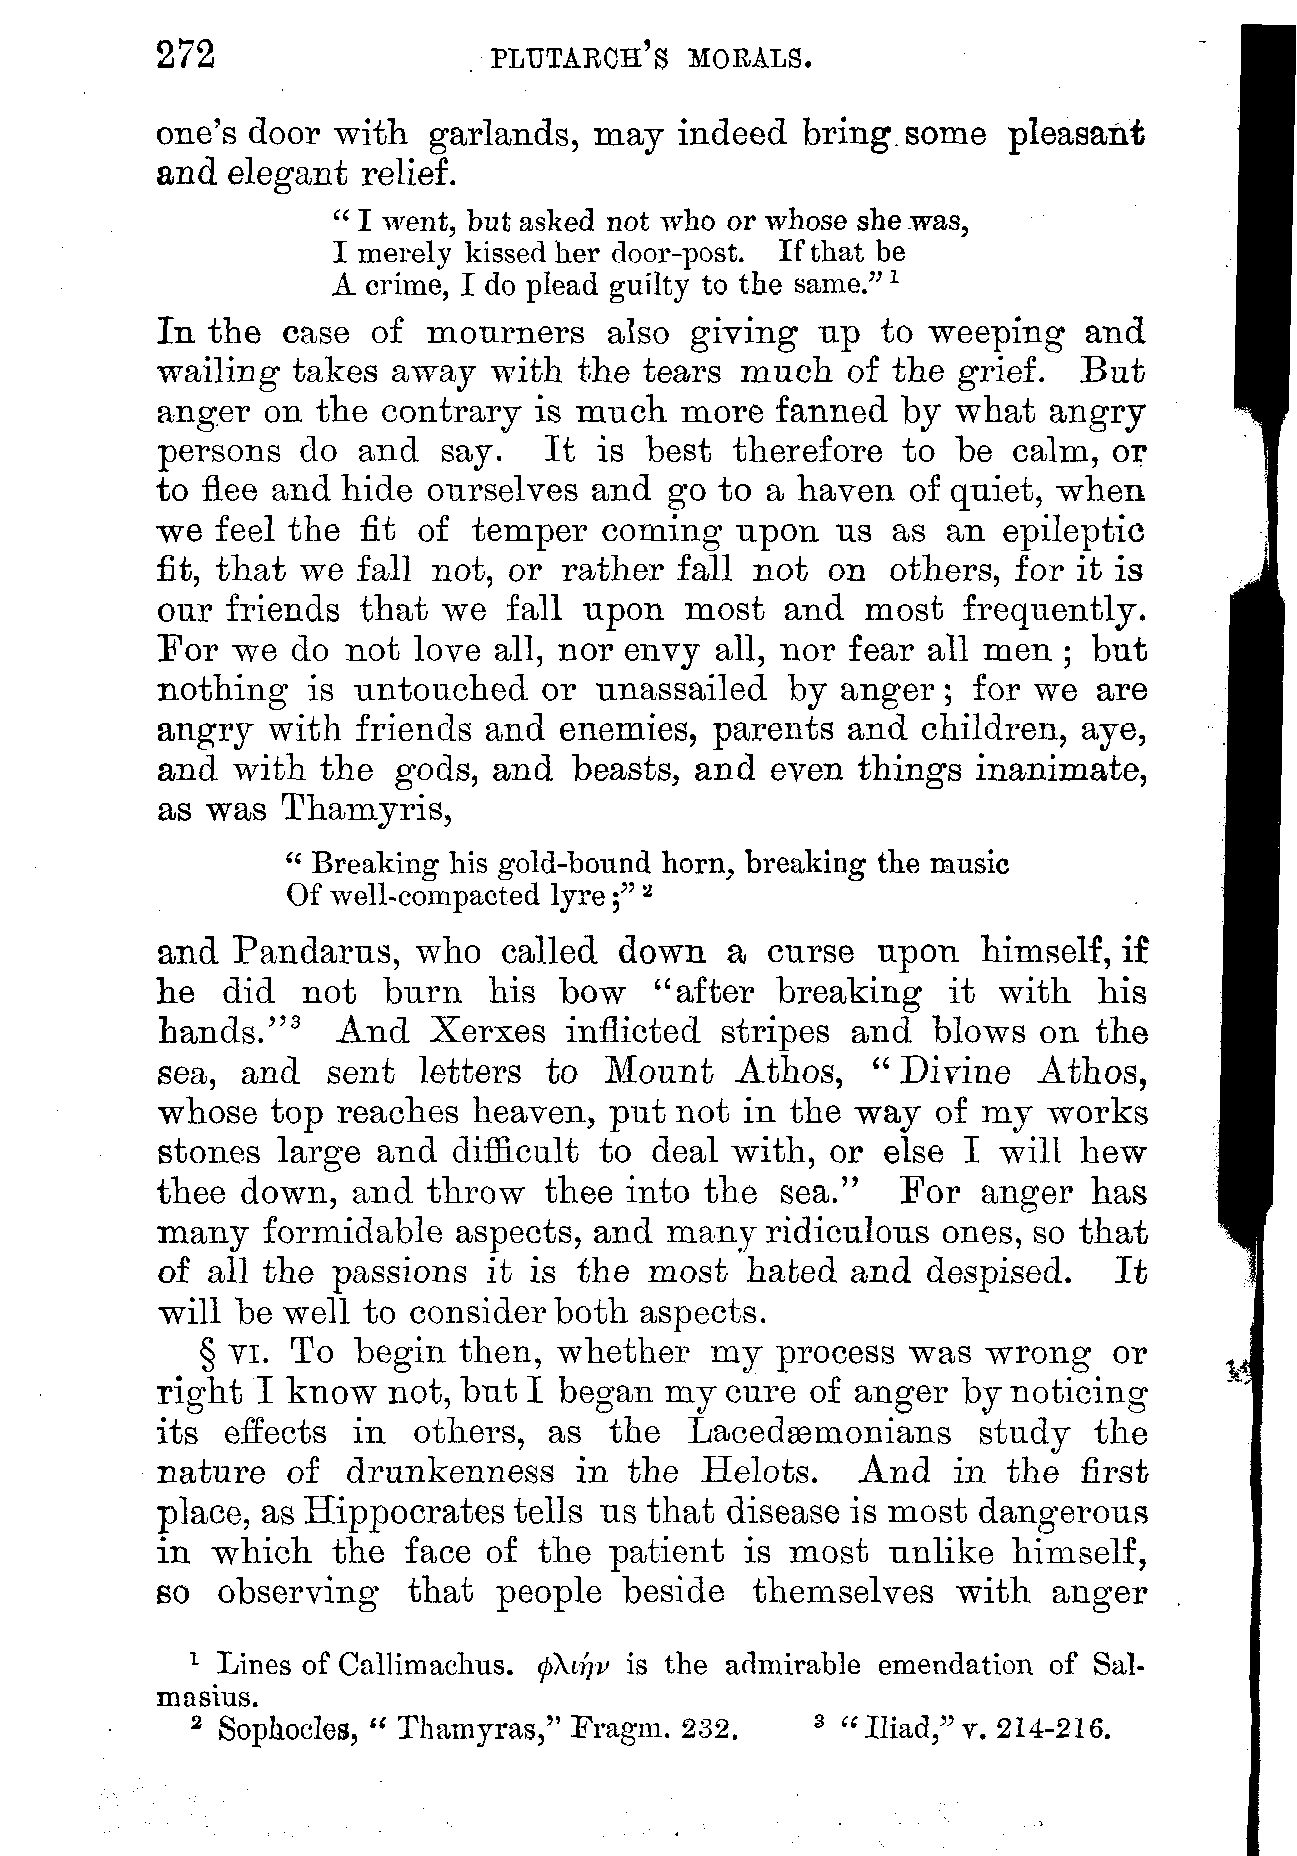 272 PLUTARCH'S MORALS.
one's door with garlands, may indeed bring some pleasant
and elegant relief.
“I went, but asked not who or whose she was,
I merely kissed her door-post. If that be
A crime, I do plead guilty to the same.”¹
In the case of mourners also giving up to weeping and
wailing takes away with the tears much of the grief. But
anger on the contrary is much more fanned by what angry
persons do and say. It is best therefore to be calm, or
to flee and hide ourselves and go to a haven of quiet, when
we feel the fit of temper coming upon us as an epileptic
fit, that we fall not, or rather fall not on others, for it is
our friends that we fall upon most and most frequently.
For we do not love all, nor envy all, nor fear all men ; but
nothing is untouched or unassailed by anger ; for we are
angry with friends and enemies, parents and children, aye,
and with the gods, and beasts, and even things inanimate,
as was Thamyris,
“Breaking his gold-bound horn, breaking the music
Of well-compacted lyre ;”²
and Pandarus, who called down a curse upon himself, if
he did not burn his bow “after breaking it with his
hands.”³ And Xerxes inflicted stripes and blows on the
sea, and sent letters to Mount Athos, “Divine Athos,
whose top reaches heaven, put not in the way of my works
stones large and difficult to deal with, or else I will hew
thee down, and throw thee into the sea.” For anger has
many formidable aspects, and many ridiculous ones, so that
of all the passions it is the most hated and despised. It
will be well to consider both aspects.
§ VI. To begin then, whether my process was wrong or
right I know not, but I began my cure of anger by noticing
its effects in others, as the Lacedæmonians study the
nature of drunkenness in the Helots. And in the first
place, as Hippocrates tells us that disease is most dangerous
in which the face of the patient is most unlike himself,
so observing that people beside themselves with anger
¹ Lines of Callimachus. φλιήν is the admirable emendation of Sal-
masius.
² Sophocles, “Thamyras,” Fragm. 232. ³ “Iliad,” v. 214-216.